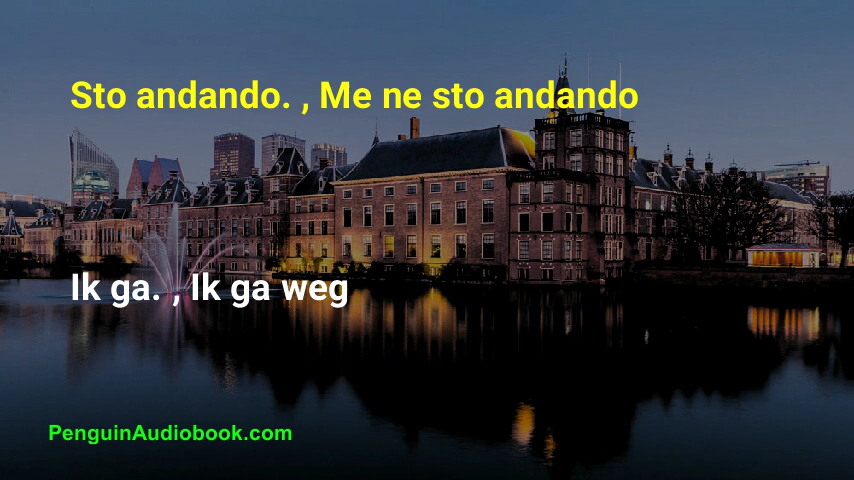 Sto andando. , Me ne sto andando
Ik ga. , Ik ga weg
PenguinAudiobook.com